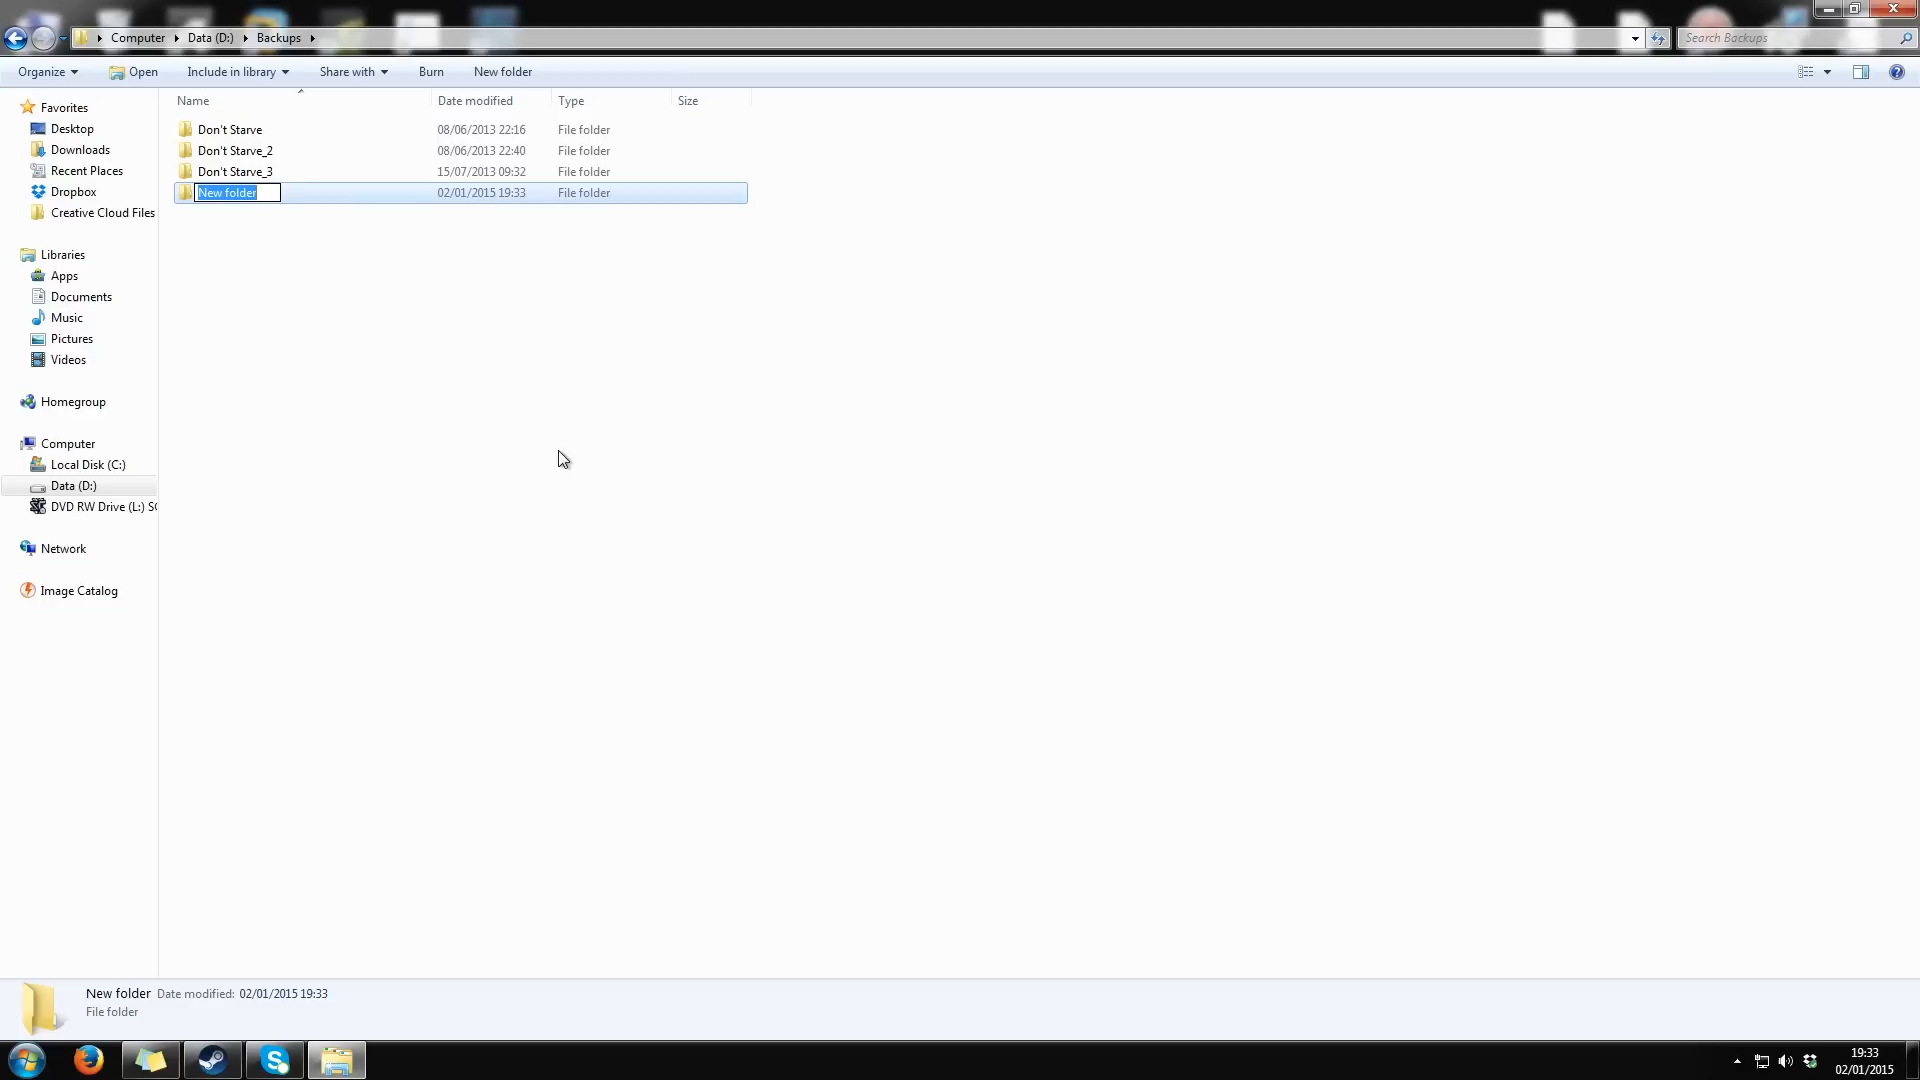 Computer Data (D:) Backups Search Backups
Organize Open Include in library Share with Burn New folder
Name Date modified Type Size
Don't Starve 08/06/2013 22:16 File folder
Don't Starve_2 08/06/2013 22:40 File folder
Don't Starve_3 15/07/2013 09:32 File folder
New folder 02/01/2015 19:33 File folder
Favorites
Desktop
Downloads
Recent Places
Dropbox
Creative Cloud Files
Libraries
Apps
Documents
Music
Pictures
Videos
Homegroup
Computer
Local Disk (C:)
Data (D:)
DVD RW Drive (L:) SC
Network
Image Catalog
New folder Date modified: 02/01/2015 19:33
File folder
19:33
02/01/2015